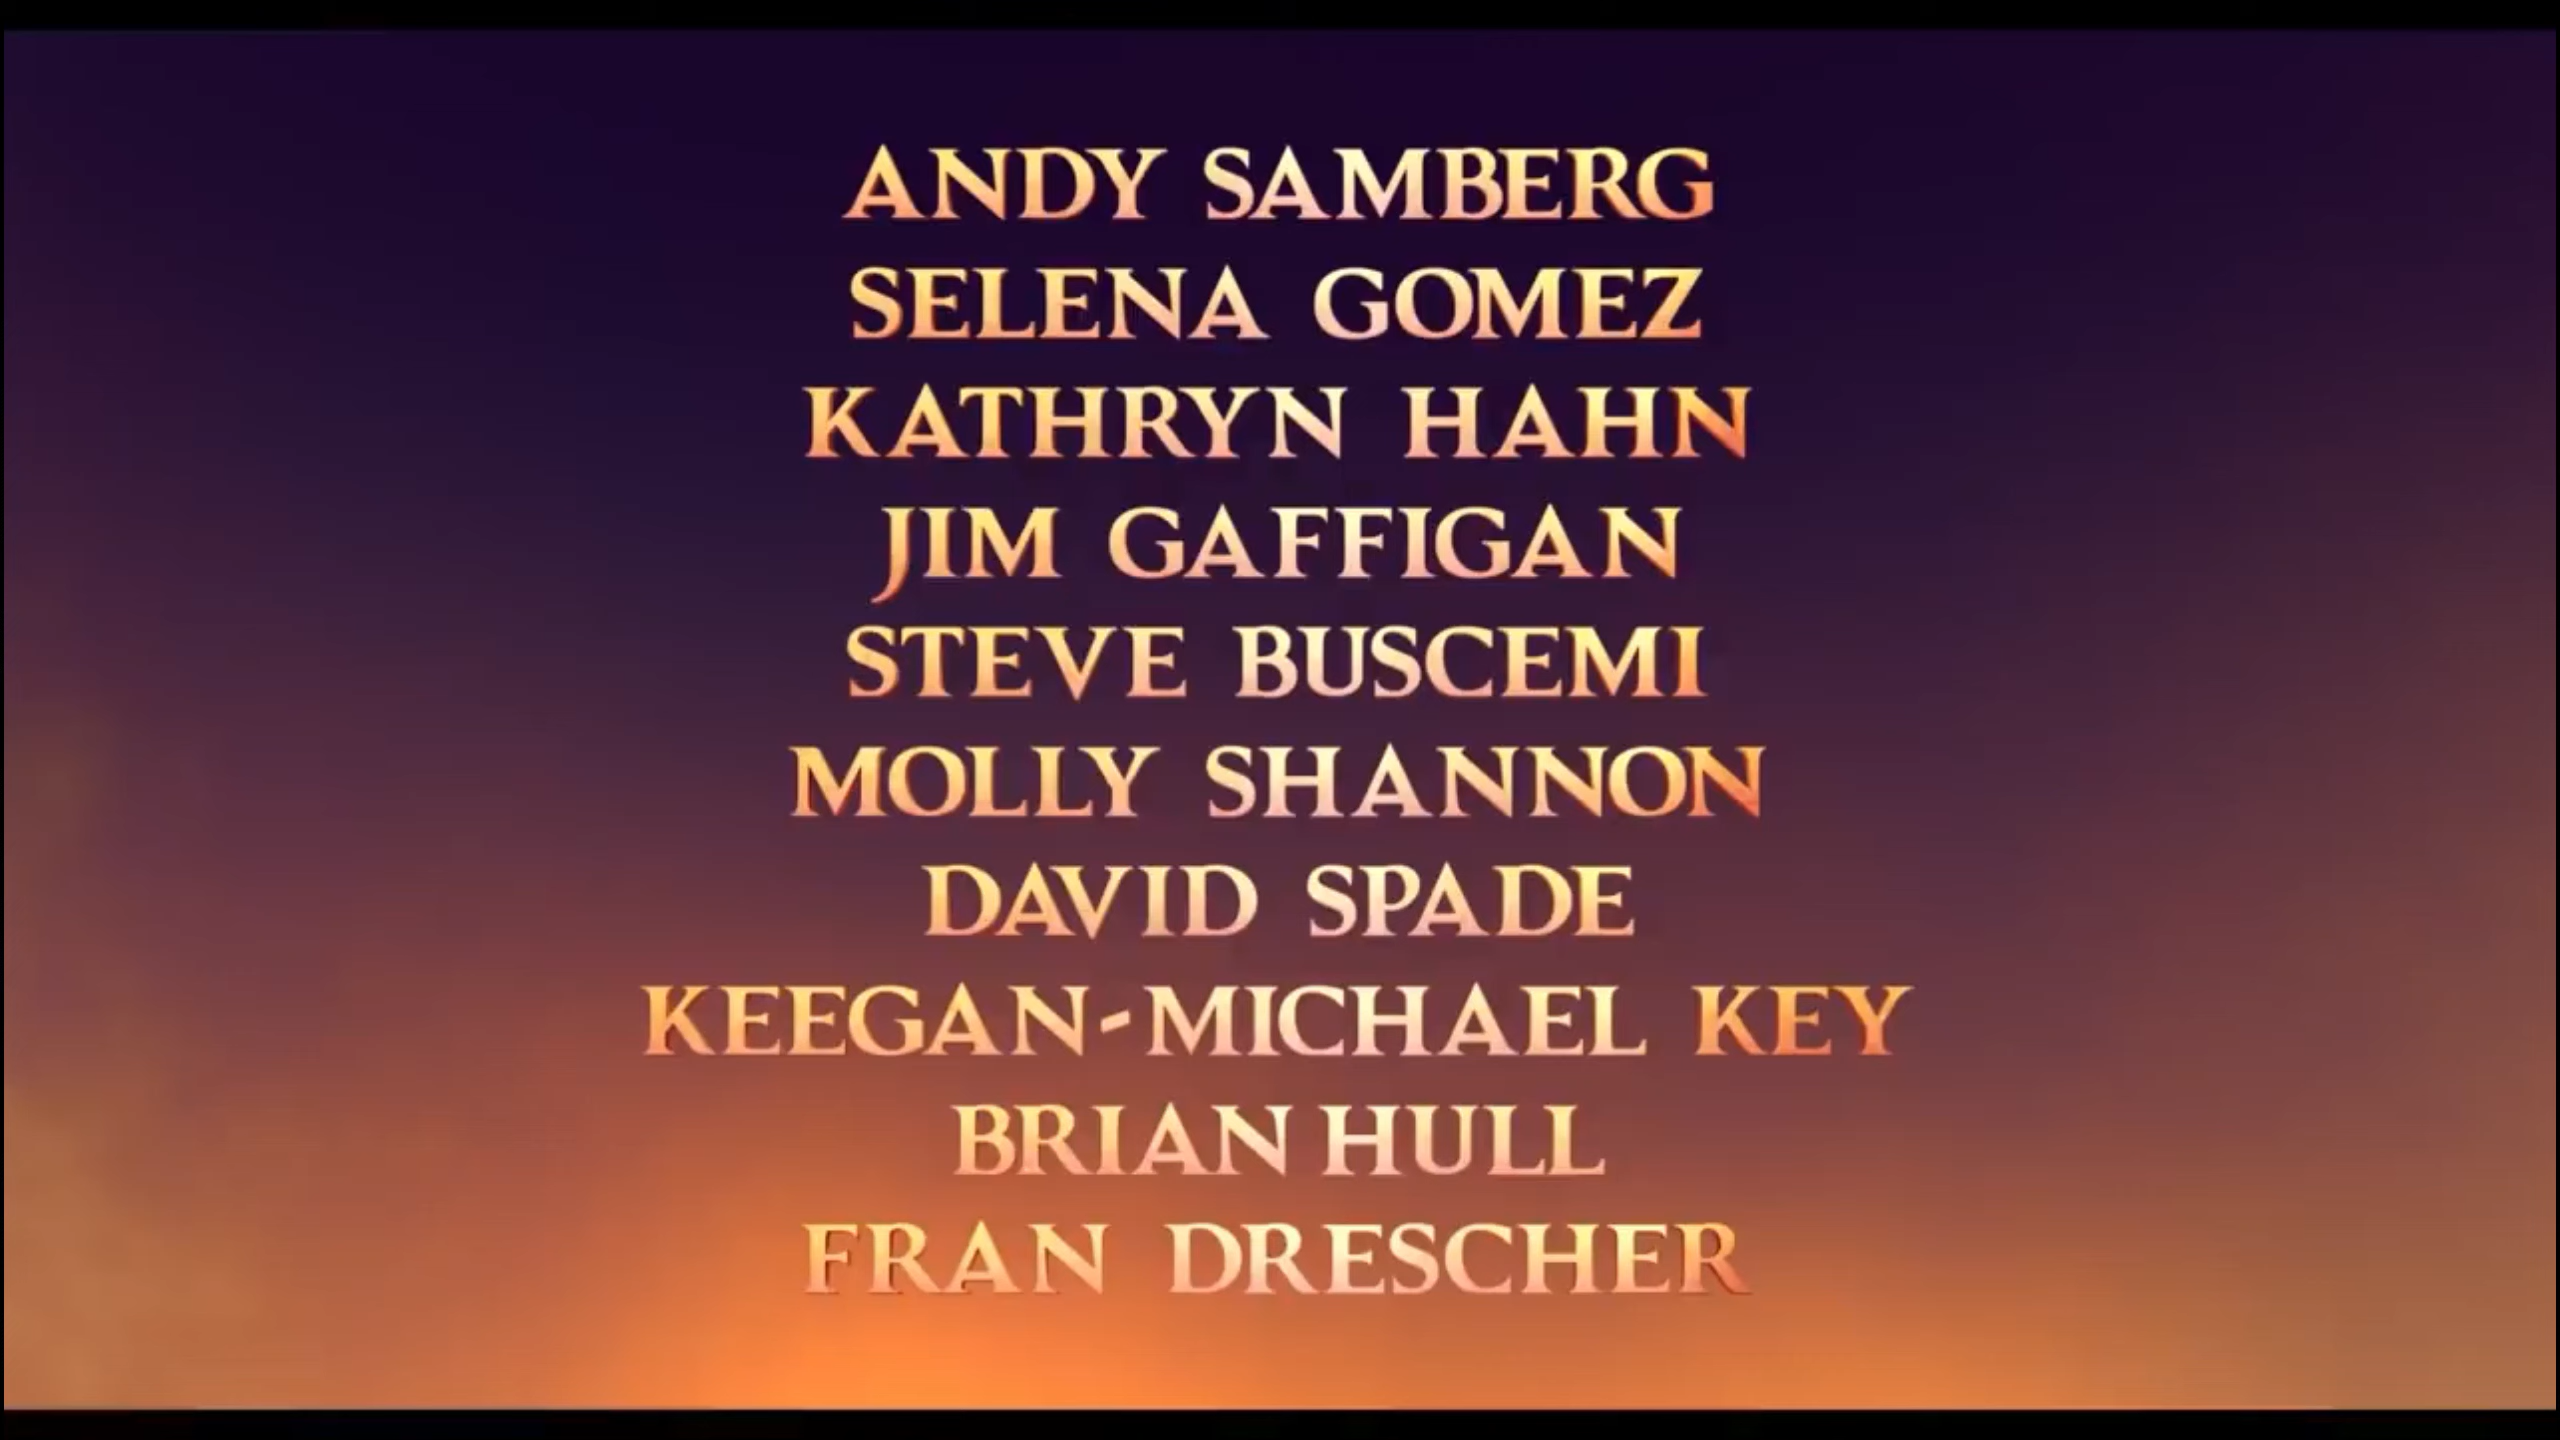 ANDY SAMBERG
SELENA GOMEZ
KATHRYN HAHN
JIM GAFFIGAN
STEVE BUSCEMI
MOLLY SHANNON
DAVID SPADE
KEEGAN-MICHAEL KEY
BRIAN HULL
FRAN DRESCHER